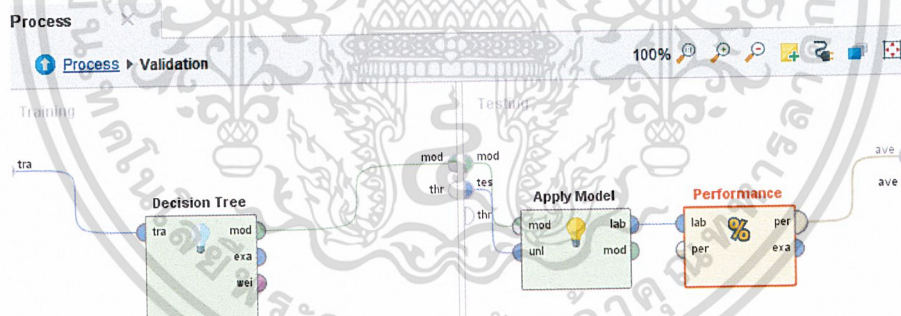 Process
Process ▸ Validation
100%
Training
Testing
tra
mod
mod
thr
tes
thr
ave
ave
Decision Tree
tra
mod
exa
wei
Apply Model
mod
lab
unl
mod
Performance
lab
per
per
exa